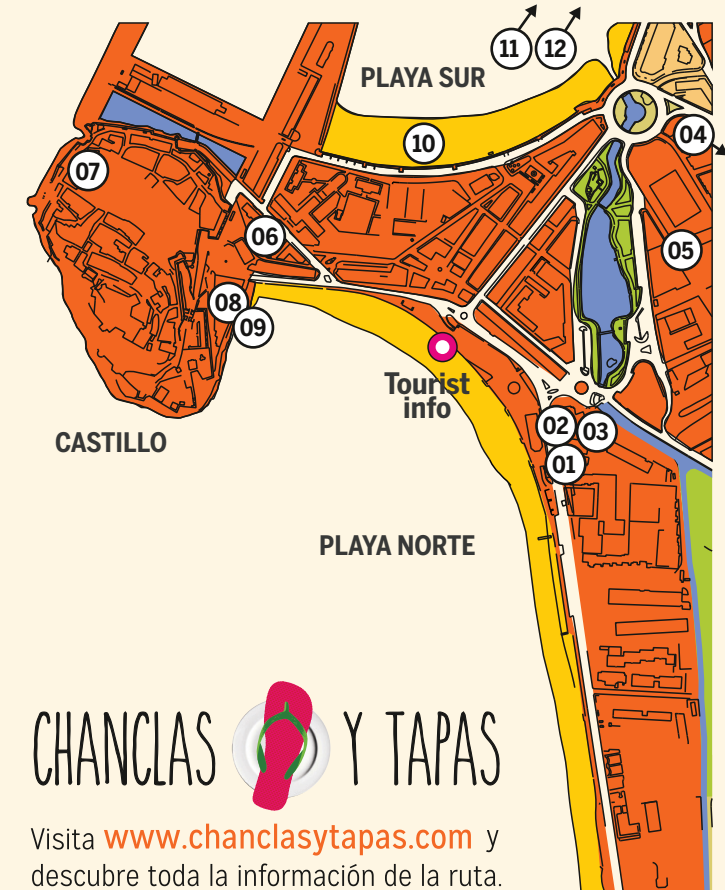 11 12
PLAYA SUR
04
10
07
05
06
08
09
Tourist
info
02 03
CASTILLO
01
PLAYA NORTE
CHANCLAS Y TAPAS
Visita www.chanclasytapas.com y
descubre toda la información de la ruta.